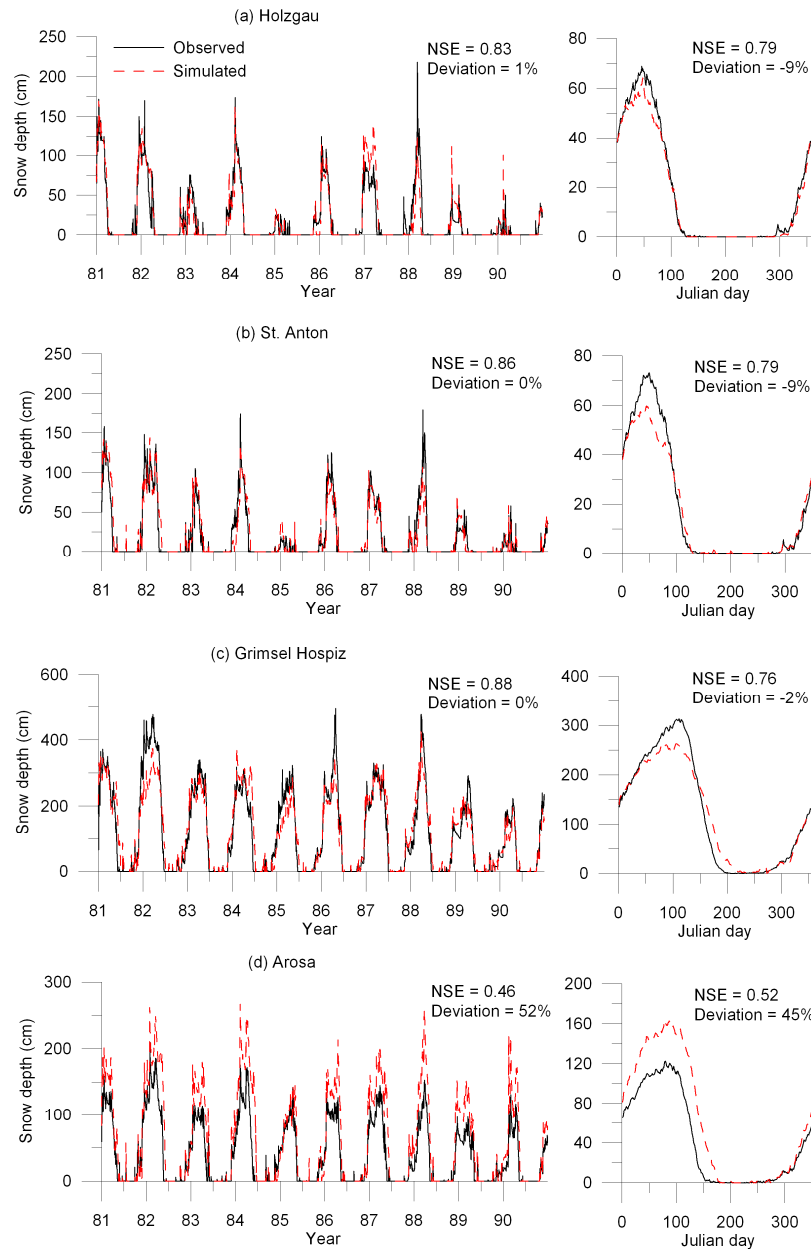 (a) Holzgau
Observed
Simulated
NSE = 0.83
Deviation = 1%
Snow depth (cm)
250
200
150
100
50
0
81 82 83 84 85 86 87 88 89 90
Year
NSE = 0.79
Deviation = -9%
80
60
40
20
0
0 100 200 300
Julian day
(b) St. Anton
NSE = 0.86
Deviation = 0%
Snow depth (cm)
250
200
150
100
50
0
81 82 83 84 85 86 87 88 89 90
Year
NSE = 0.79
Deviation = -9%
80
60
40
20
0
0 100 200 300
Julian day
(c) Grimsel Hospiz
NSE = 0.88
Deviation = 0%
Snow depth (cm)
600
400
200
0
81 82 83 84 85 86 87 88 89 90
Year
NSE = 0.76
Deviation = -2%
400
300
200
100
0
0 100 200 300
Julian day
(d) Arosa
NSE = 0.46
Deviation = 52%
Snow depth (cm)
300
200
100
0
81 82 83 84 85 86 87 88 89 90
Year
NSE = 0.52
Deviation = 45%
200
160
120
80
40
0
0 100 200 300
Julian day